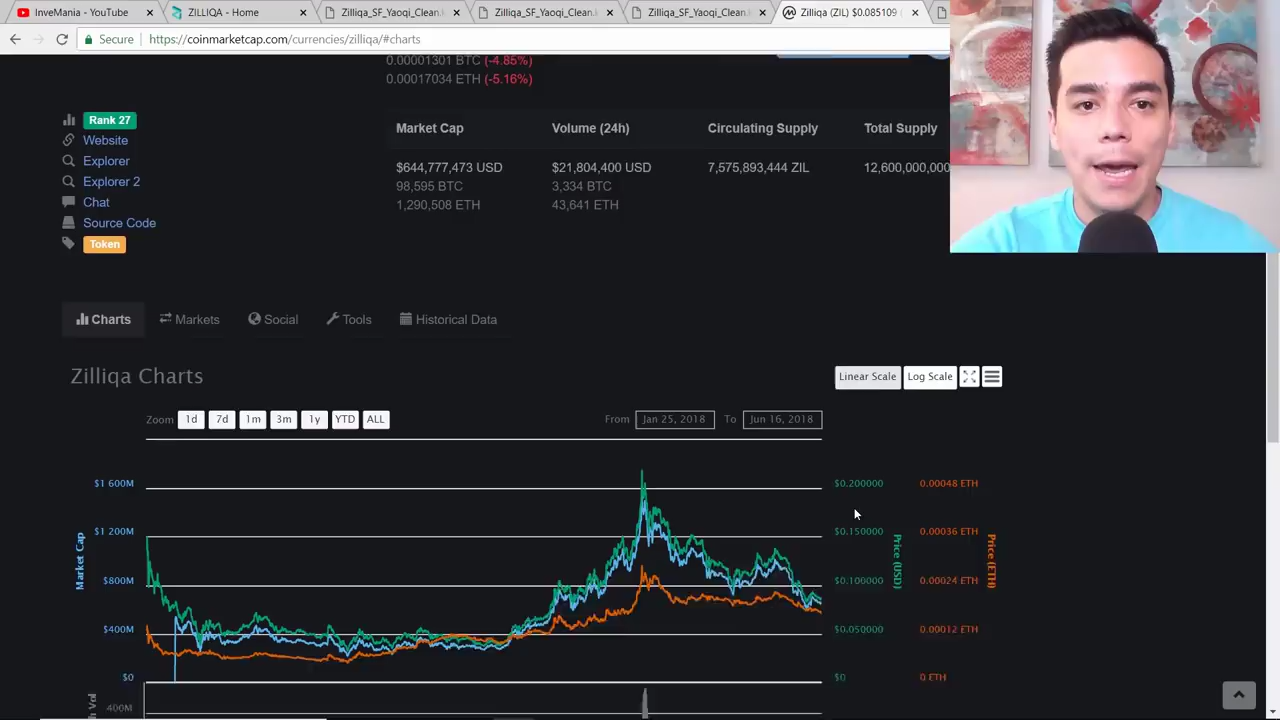 InveMania - YouTube
ZILLIQA - Home
Zilliqa_SF_Yaoqi_Clean.k
Zilliqa_SF_Yaoqi_Clean.k
Zilliqa_SF_Yaoqi_Clean.k
Zilliqa (ZIL) $0.085109
Secure
https://coinmarketcap.com/currencies/zilliqa/#charts
0.00001301 BTC (-4.85%)
0.00017034 ETH (-5.16%)
Rank 27
Website
Explorer
Explorer 2
Chat
Source Code
Token
Market Cap
Volume (24h)
Circulating Supply
Total Supply
$644,777,473 USD
$21,804,400 USD
7,575,893,444 ZIL
12,600,000,000
98,595 BTC
3,334 BTC
1,290,508 ETH
43,641 ETH
Charts
Markets
Social
Tools
Historical Data
Zilliqa Charts
Linear Scale
Log Scale
Zoom
1d
7d
1m
3m
1y
YTD
ALL
From
Jan 25, 2018
To
Jun 16, 2018
$1 600M
$1 200M
$800M
$400M
$0
400M
Market Cap
$0.200000
$0.150000
$0.100000
$0.050000
$0
Price (USD)
0.00048 ETH
0.00036 ETH
0.00024 ETH
0.00012 ETH
0 ETH
Price (ETH)